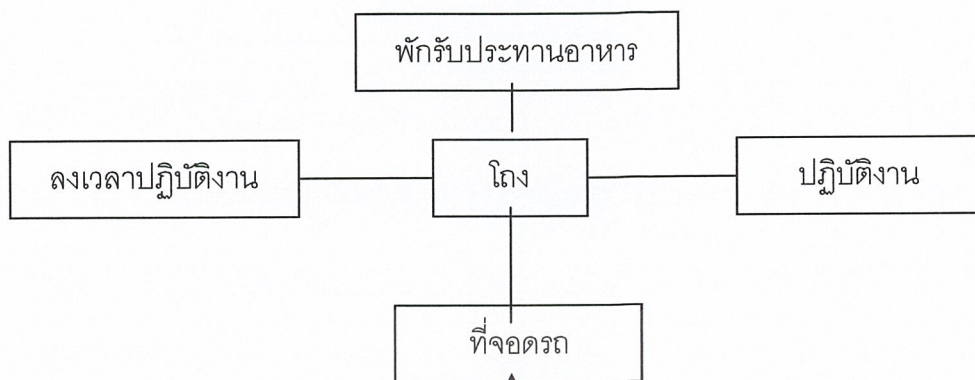 พักรับประทานอาหาร
ลงเวลาปฏิบัติงาน
โถง
ปฏิบัติงาน
ที่จอดรถ